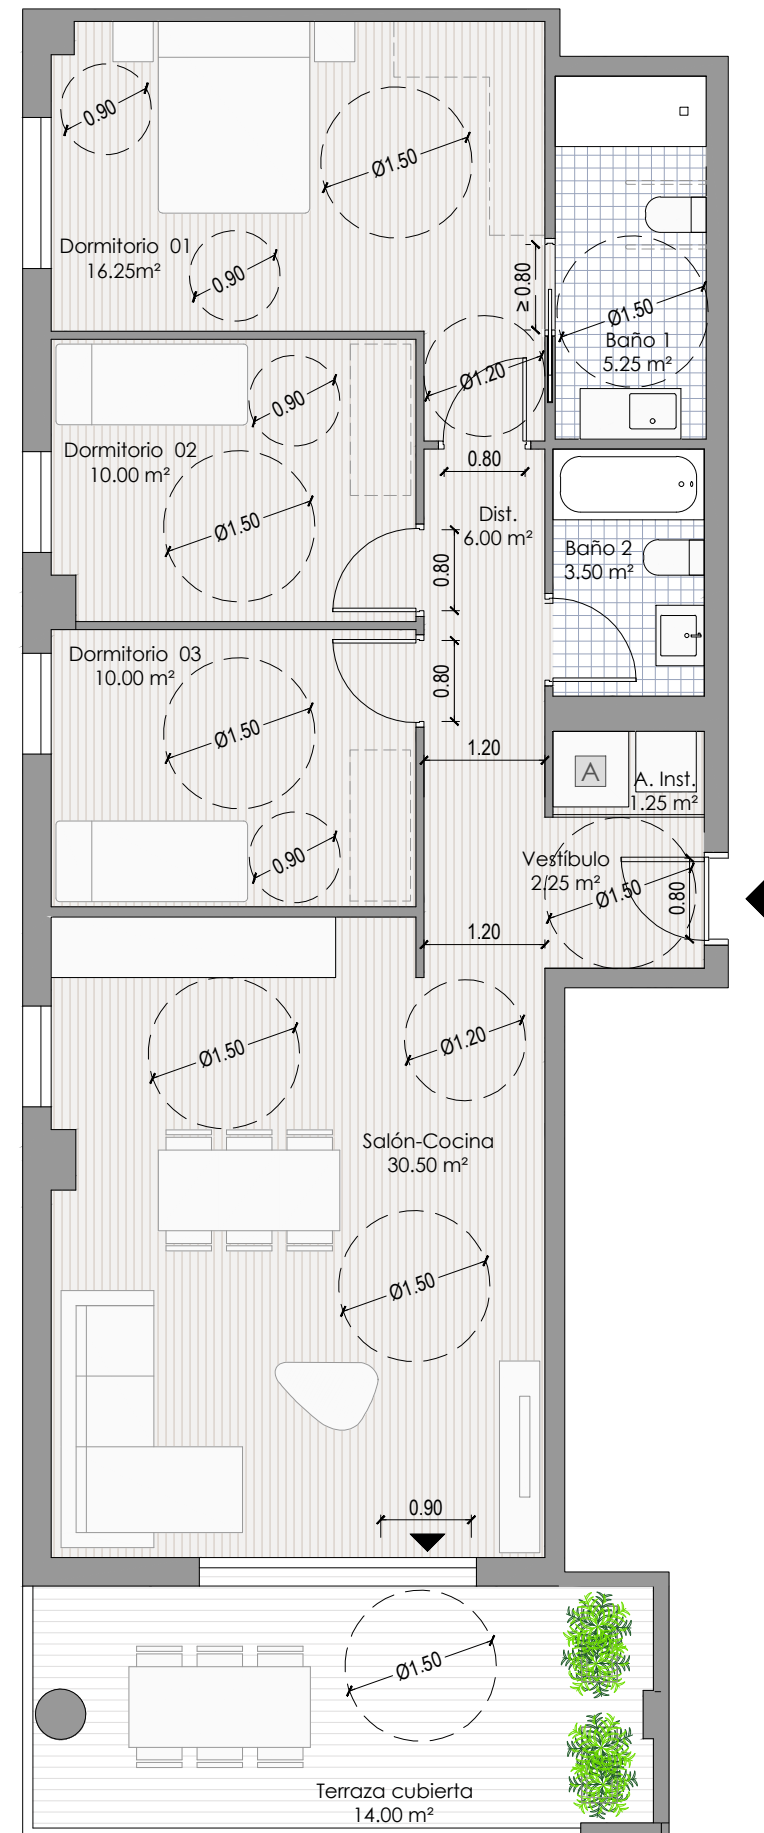 0.90
Ø1.50
Dormitorio 01
16.25m²
0.90
≥0.80
Ø1.50
Baño 1
5.25 m²
Ø1.20
0.90
Dormitorio 02
10.00 m²
0.80
Ø1.50
Dist.
6.00 m²
Baño 2
3.50 m²
0.80
Dormitorio 03
10.00 m²
0.80
Ø1.50
1.20
A
A. Inst.
1.25 m²
Vestíbulo
2.25 m²
Ø1.50
0.80
0.90
1.20
Ø1.50
Ø1.20
Salón-Cocina
30.50 m²
Ø1.50
0.90
Ø1.50
Terraza cubierta
14.00 m²